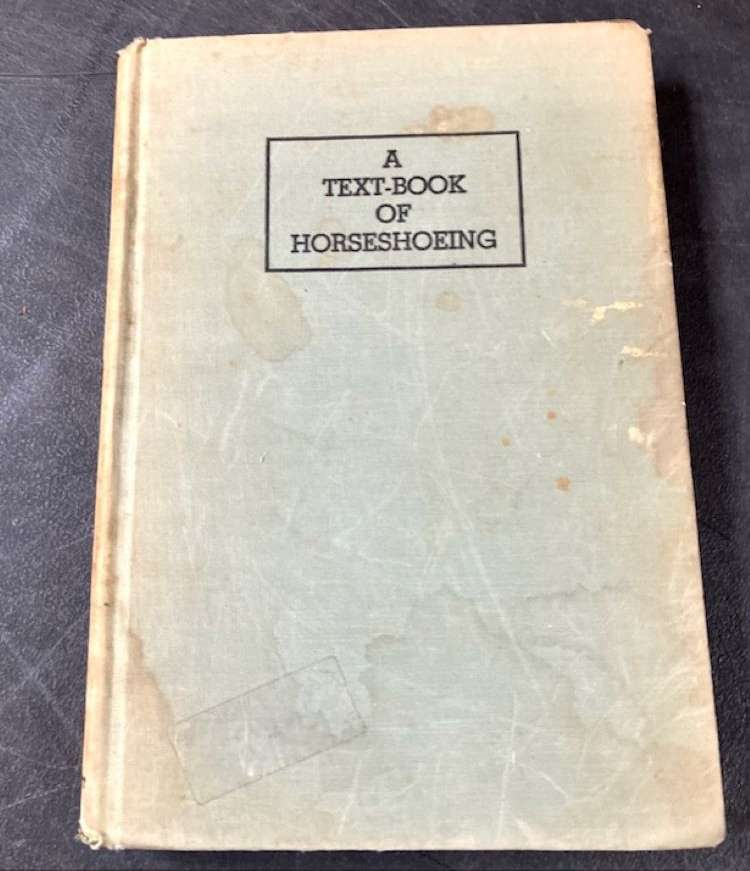 A
TEXT-BOOK
OF
HORSESHOEING